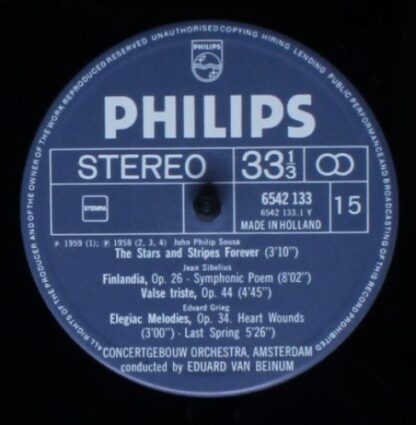 ALL RIGHTS OF THE PRODUCER AND OF THE OWNER OF THE WORK REPRODUCED RESERVED UNAUTHORISED COPYING HIRING LENDING PUBLIC PERFORMANCE AND BROADCASTING OF THIS RECORD PROHIBITED
PHILIPS
PHILIPS
STEREO 33 1/3
STEMRA 6542 133 15
6542 133.1 Y
MADE IN HOLLAND
℗ 1959 (1); ℗ 1958 (2, 3, 4) John Philip Sousa
The Stars and Stripes Forever (3'10")
Jean Sibelius
Finlandia, Op. 26 - Symphonic Poem (8'02")
Valse triste, Op. 44 (4'45")
Eduard Grieg
Elegiac Melodies, Op. 34. Heart Wounds
(3'00") - Last Spring 5'26")
CONCERTGEBOUW ORCHESTRA, AMSTERDAM
conducted by EDUARD VAN BEINUM